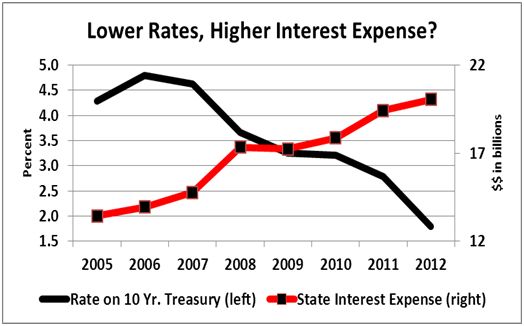 Lower Rates, Higher Interest Expense?
5.0
4.5
4.0
3.5
3.0
2.5
2.0
1.5
Percent
22
17
12
$$ in billions
2005 2006 2007 2008 2009 2010 2011 2012
Rate on 10 Yr. Treasury (left) State Interest Expense (right)